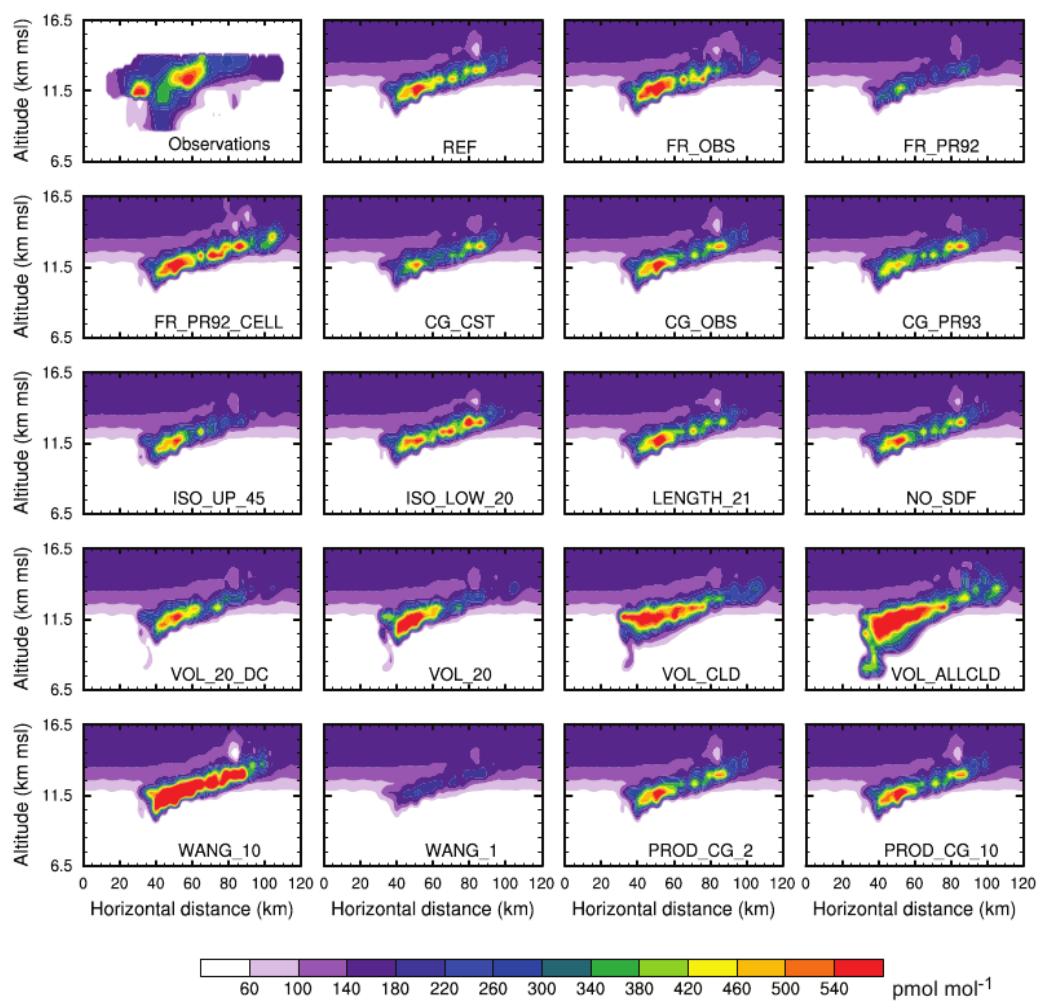 Altitude (km msl)
16.5
11.5
6.5
Observations
REF
FR_OBS
FR_PR92
Altitude (km msl)
16.5
11.5
6.5
FR_PR92_CELL
CG_CST
CG_OBS
CG_PR93
Altitude (km msl)
16.5
11.5
6.5
ISO_UP_45
ISO_LOW_20
LENGTH_21
NO_SDF
Altitude (km msl)
16.5
11.5
6.5
VOL_20_DC
VOL_20
VOL_CLD
VOL_ALLCLD
Altitude (km msl)
16.5
11.5
6.5
WANG_10
WANG_1
PROD_CG_2
PROD_CG_10
0 20 40 60 80 100 120 0 20 40 60 80 100 120 0 20 40 60 80 100 120 0 20 40 60 80 100 120
Horizontal distance (km) Horizontal distance (km) Horizontal distance (km) Horizontal distance (km)
60 100 140 180 220 260 300 340 380 420 460 500 540 pmol mol⁻¹